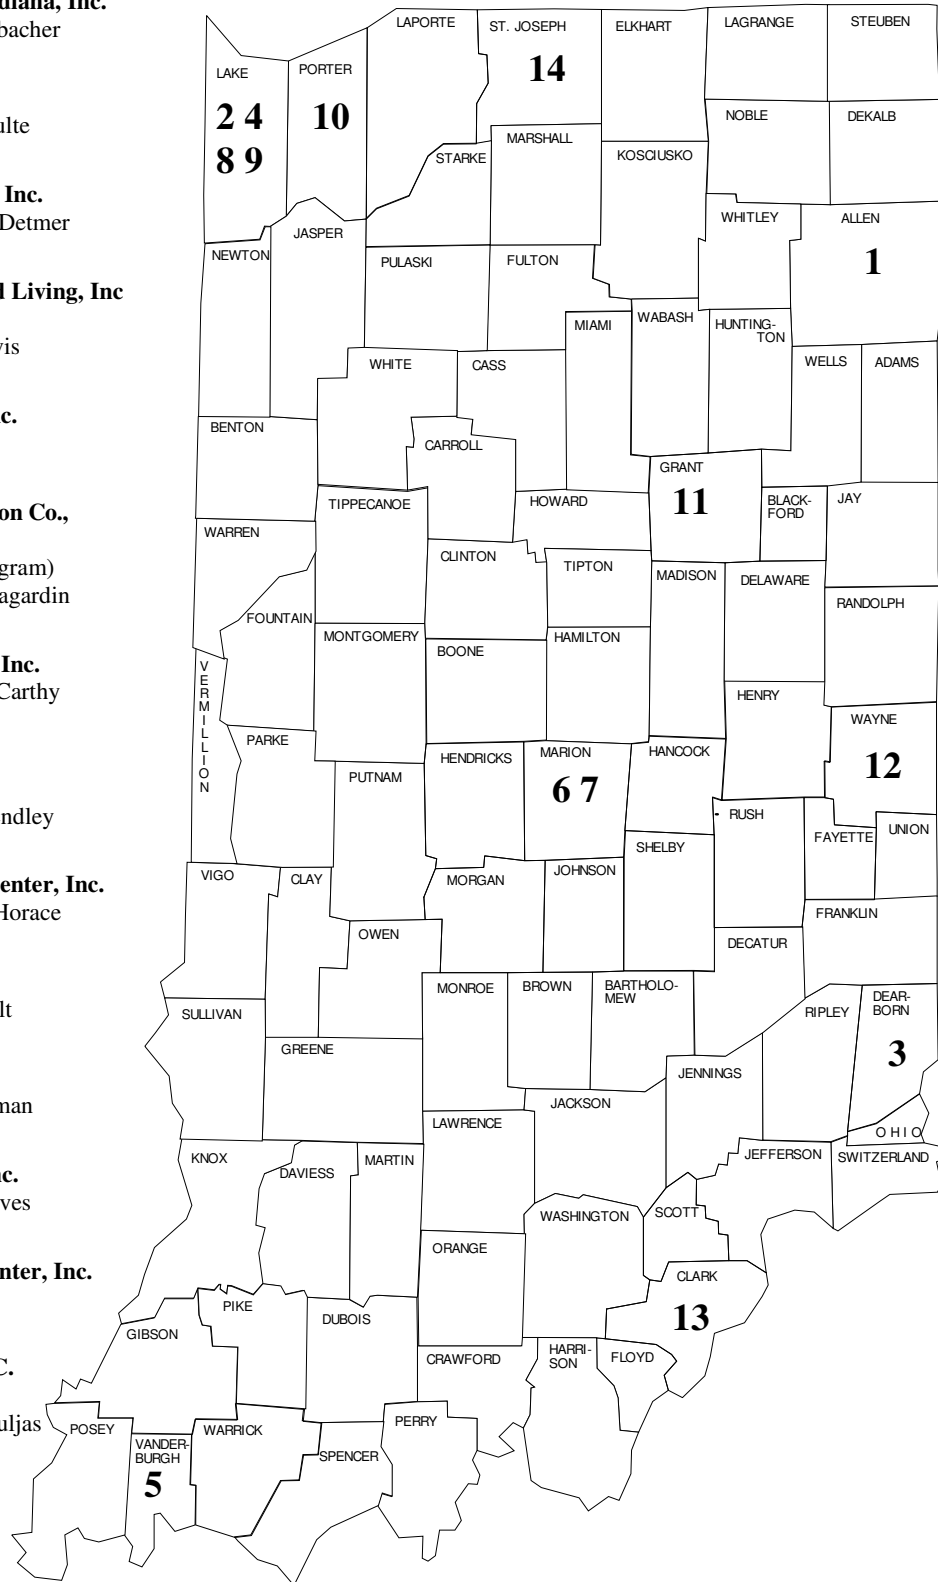 diana, Inc.
bacher
ulte
Inc.
Detmer
l Living, Inc
vis
c.
on Co.,
gram)
agardin
Inc.
Carthy
ndley
enter, Inc.
Horace
lt
man
nc.
ves
nter, Inc.
C.
uljas
LAPORTE
ST. JOSEPH
14
ELKHART
LAGRANGE
STEUBEN
LAKE
2 4
8 9
PORTER
10
NOBLE
DEKALB
MARSHALL
STARKE
KOSCIUSKO
WHITLEY
ALLEN
1
JASPER
NEWTON
PULASKI
FULTON
MIAMI
WABASH
HUNTING-
TON
WHITE
CASS
WELLS
ADAMS
BENTON
CARROLL
GRANT
11
TIPPECANOE
HOWARD
BLACK-
FORD
JAY
WARREN
CLINTON
TIPTON
MADISON
DELAWARE
RANDOLPH
FOUNTAIN
MONTGOMERY
BOONE
HAMILTON
VERMILLION
HENRY
WAYNE
12
PARKE
PUTNAM
HENDRICKS
MARION
6 7
HANCOCK
RUSH
FAYETTE
UNION
SHELBY
VIGO
CLAY
MORGAN
JOHNSON
FRANKLIN
OWEN
DECATUR
MONROE
BROWN
BARTHOLO-
MEW
SULLIVAN
RIPLEY
DEAR-
BORN
3
GREENE
JENNINGS
JACKSON
LAWRENCE
OHIO
KNOX
DAVIESS
MARTIN
JEFFERSON
SWITZERLAND
WASHINGTON
SCOTT
ORANGE
CLARK
13
PIKE
DUBOIS
GIBSON
CRAWFORD
HARRI-
SON
FLOYD
POSEY
VANDER-
BURGH
5
WARRICK
PERRY
SPENCER